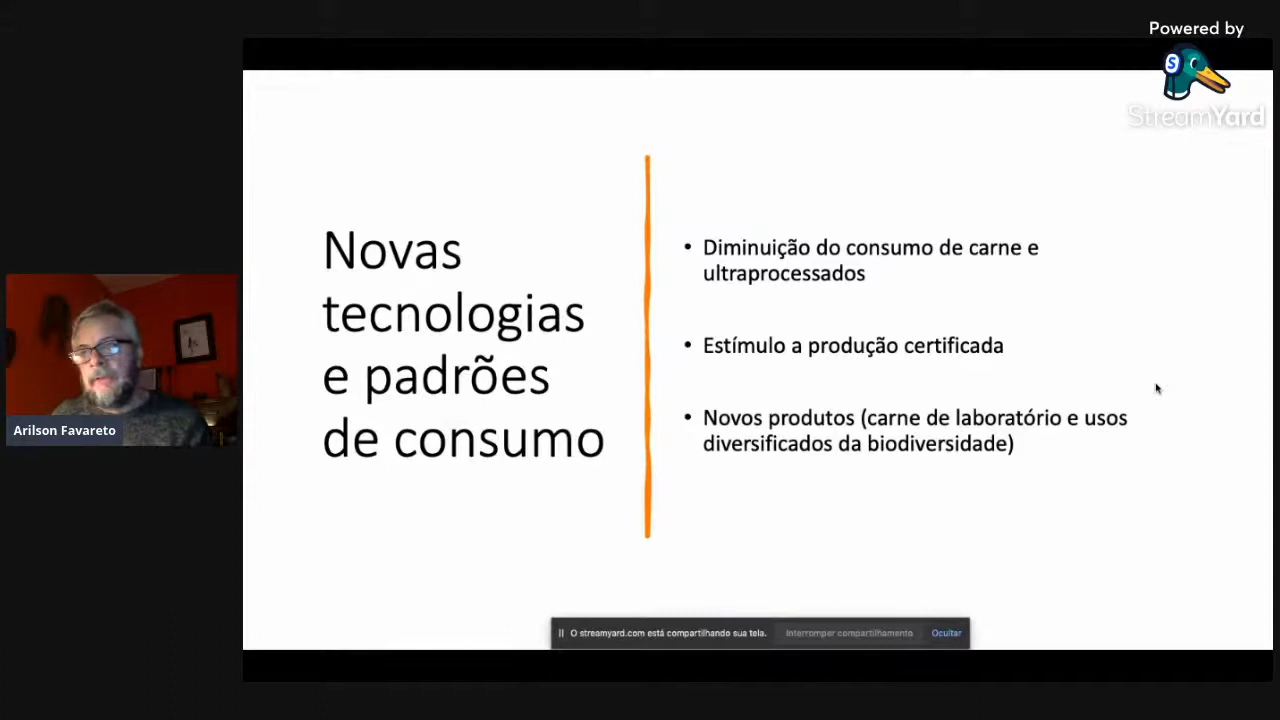 Powered by
StreamYard
Novas
tecnologias
e padrões
de consumo
• Diminuição do consumo de carne e
ultraprocessados
• Estímulo a produção certificada
• Novos produtos (carne de laboratório e usos
diversificados da biodiversidade)
Arilson Favareto
O streamyard.com está compartilhando sua tela.
Interromper compartilhamento
Ocultar